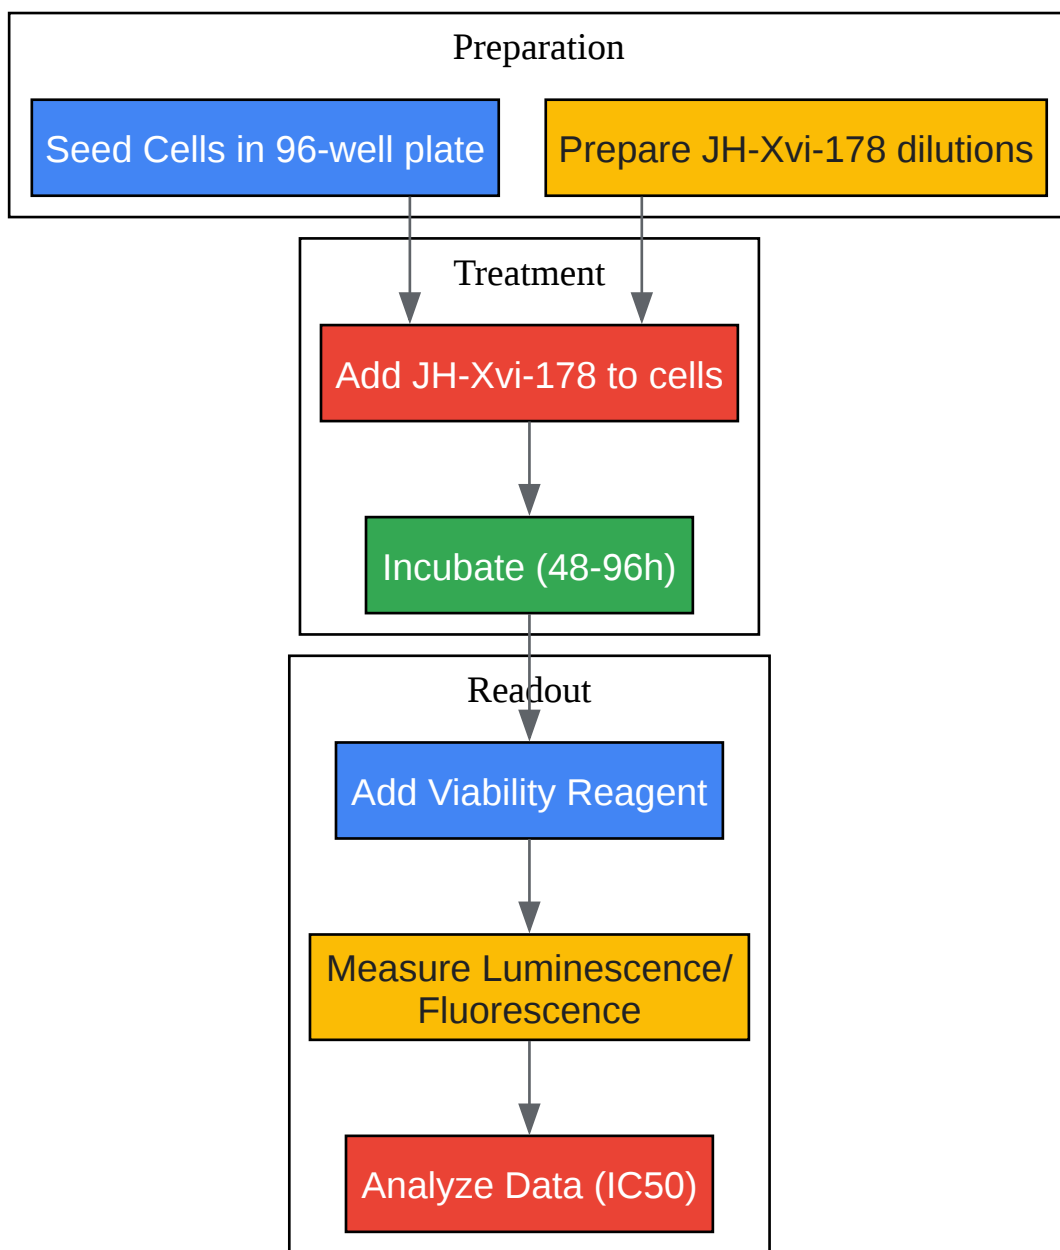 Preparation
Seed Cells in 96-well plate
Prepare JH-Xvi-178 dilutions
Treatment
Add JH-Xvi-178 to cells
Incubate (48-96h)
Readout
Add Viability Reagent
Measure Luminescence/
Fluorescence
Analyze Data (IC50)